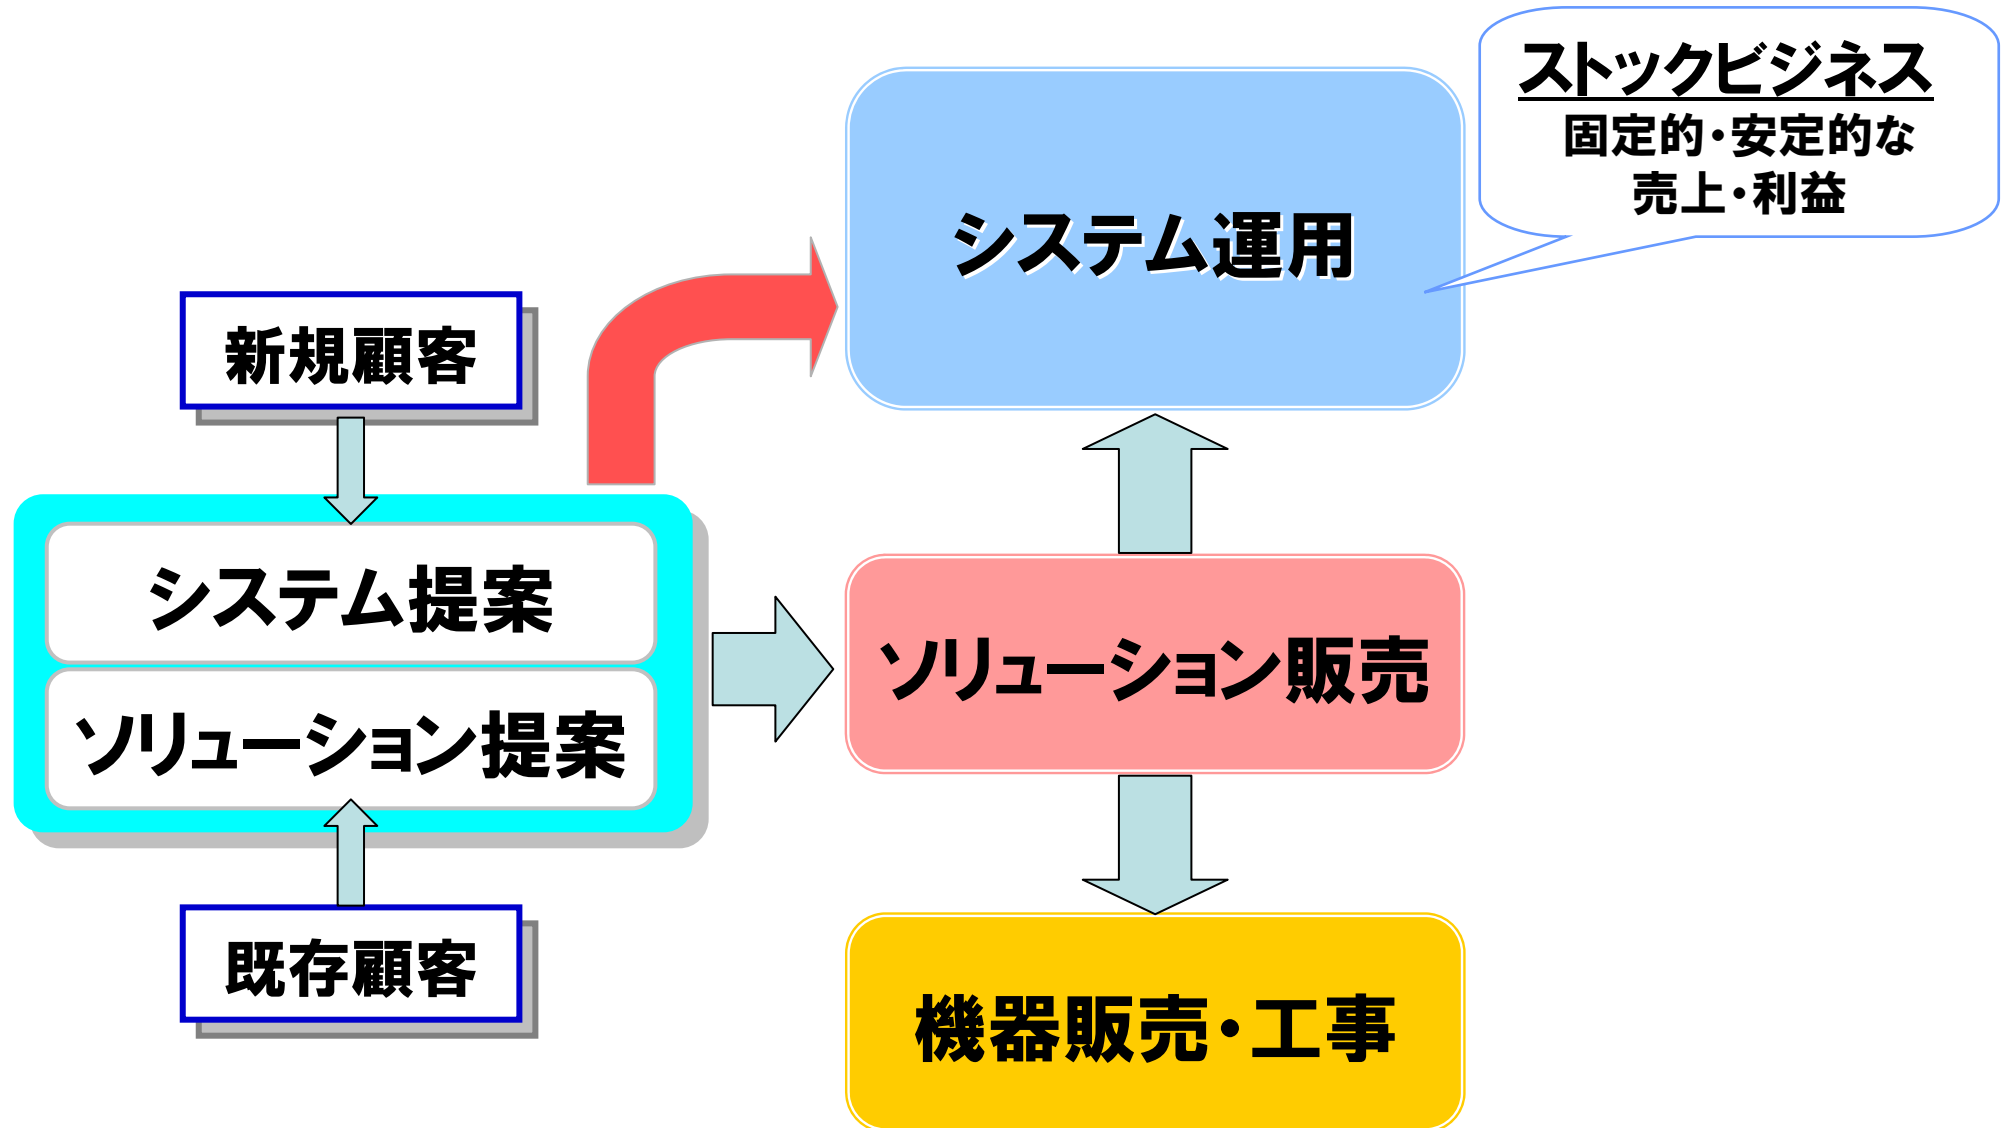 ストックビジネス
固定的・安定的な
売上・利益
システム運用
新規顧客
システム提案
ソリューション提案
ソリューション販売
既存顧客
機器販売・工事